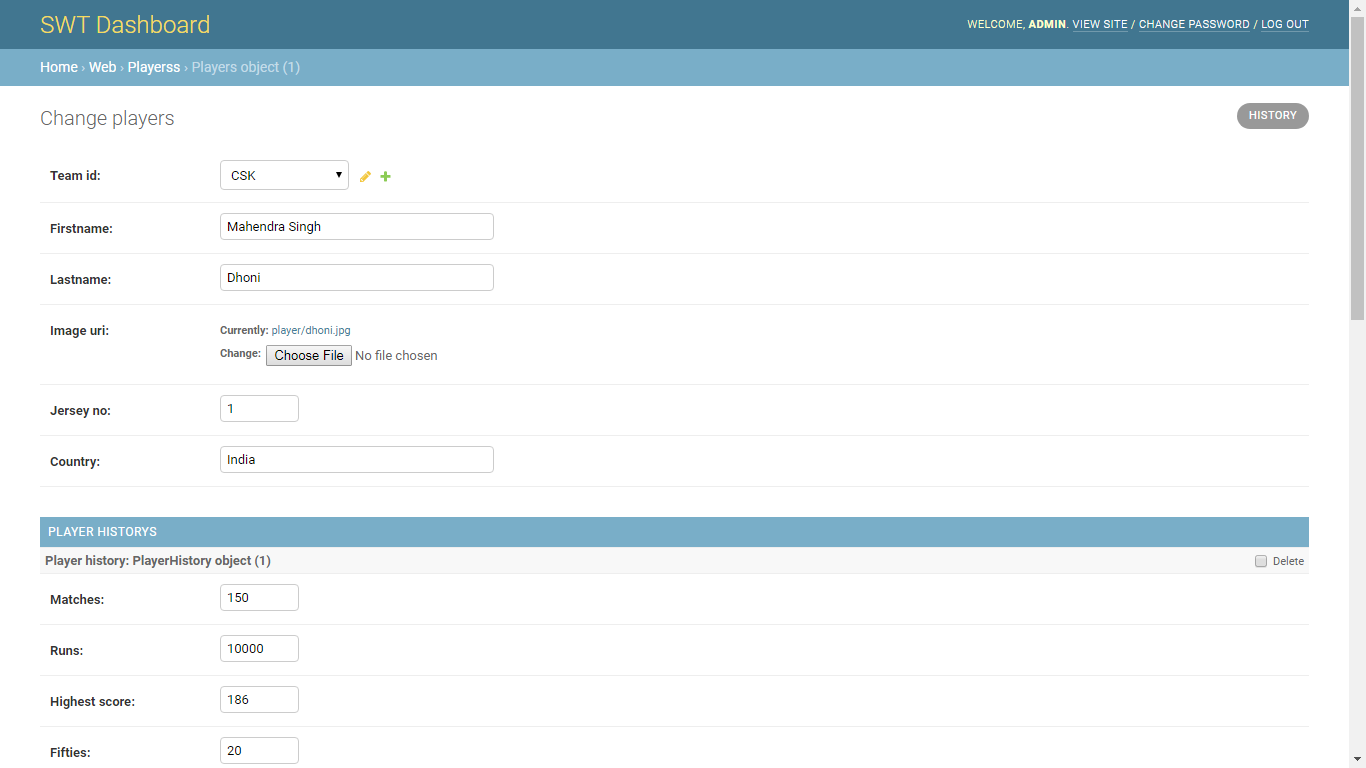 SWT Dashboard
WELCOME, ADMIN. VIEW SITE / CHANGE PASSWORD / LOG OUT
Home › Web › Playerss › Players object (1)
Change players
HISTORY
Team id: CSK
Firstname: Mahendra Singh
Lastname: Dhoni
Image uri: Currently: player/dhoni.jpg
Change: Choose File No file chosen
Jersey no: 1
Country: India
PLAYER HISTORYS
Player history: PlayerHistory object (1) Delete
Matches: 150
Runs: 10000
Highest score: 186
Fifties: 20